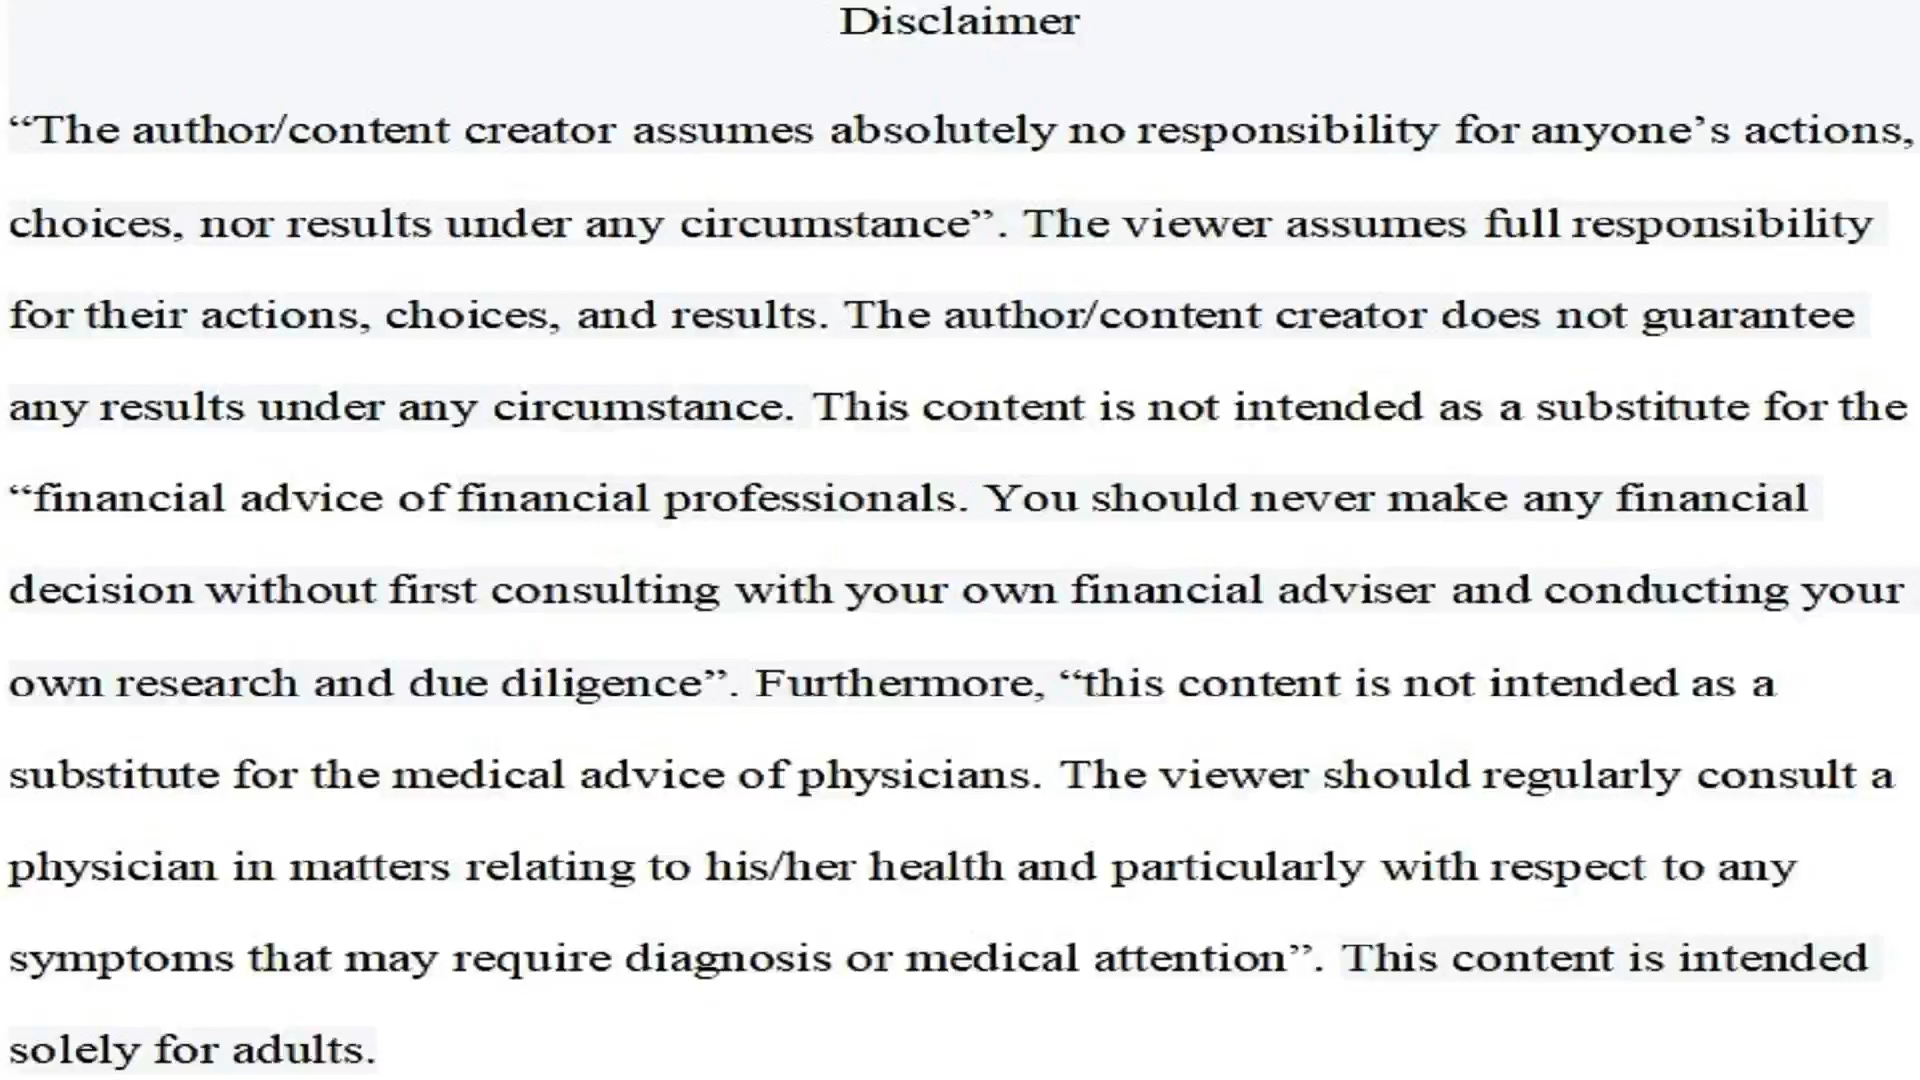 Disclaimer
“The author/content creator assumes absolutely no responsibility for anyone’s actions,
choices, nor results under any circumstance”. The viewer assumes full responsibility
for their actions, choices, and results. The author/content creator does not guarantee
any results under any circumstance. This content is not intended as a substitute for the
“financial advice of financial professionals. You should never make any financial
decision without first consulting with your own financial adviser and conducting your
own research and due diligence”. Furthermore, “this content is not intended as a
substitute for the medical advice of physicians. The viewer should regularly consult a
physician in matters relating to his/her health and particularly with respect to any
symptoms that may require diagnosis or medical attention”. This content is intended
solely for adults.